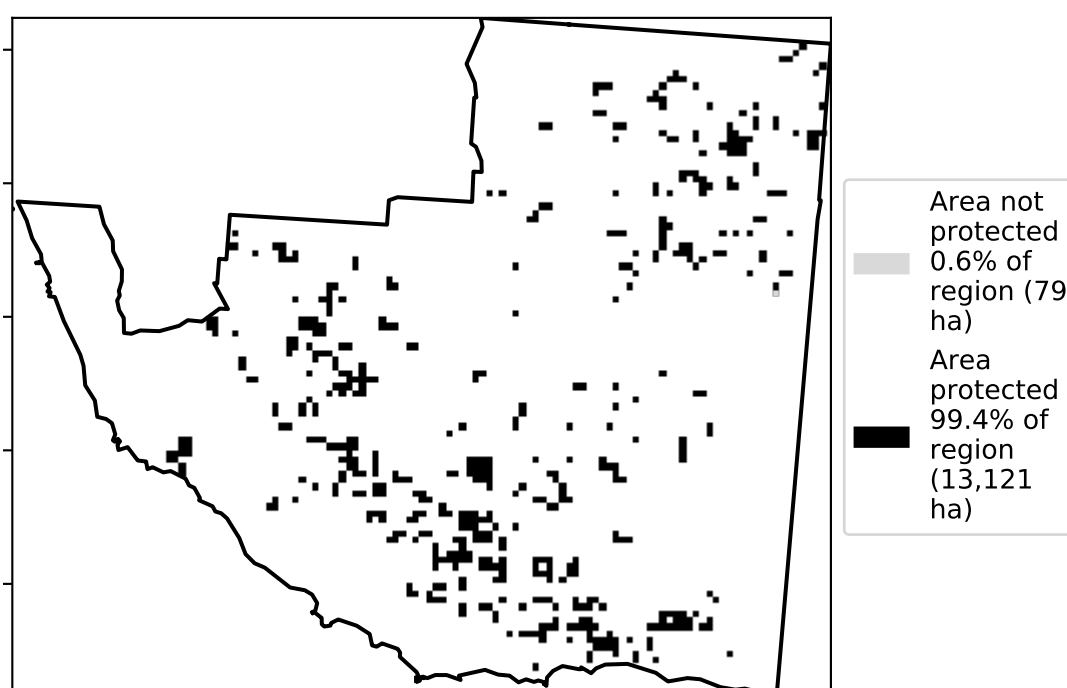 Area not
protected
0.6% of
region (79
ha)
Area
protected
99.4% of
region
(13,121
ha)